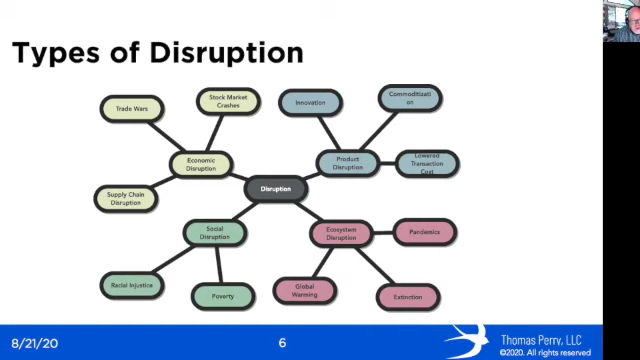 Types of Disruption
Trade Wars
Stock Market
Crashes
Innovation
Commoditizati
on
Economic
Disruption
Product
Disruption
Lowered
Transaction
Cost
Disruption
Supply Chain
Disruption
Social
Disruption
Ecosystem
Disruption
Pandemics
Racial Injustice
Poverty
Global
Warming
Extinction
8/21/20
6
Thomas Perry, LLC
©2020. All rights reserved